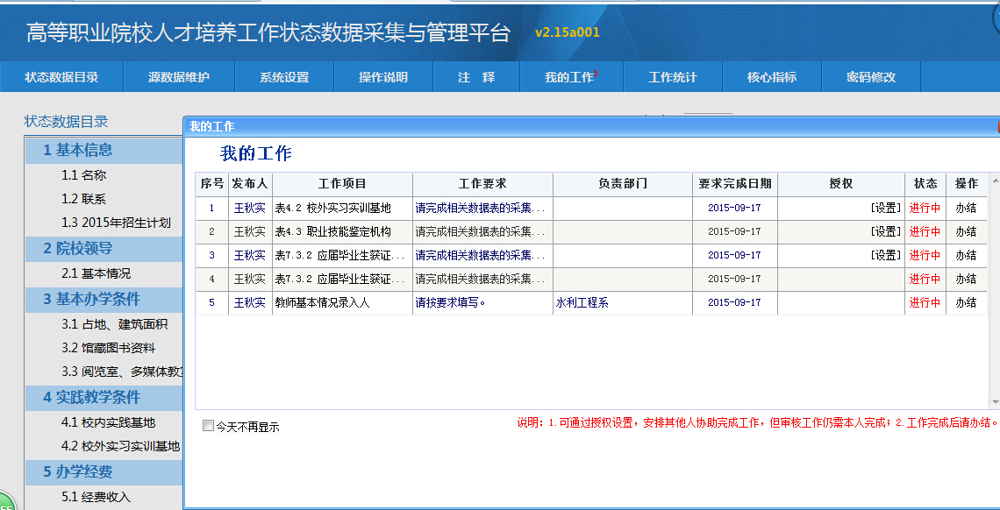 高等职业院校人才培养工作状态数据采集与管理平台 v2.15a001
状态数据目录 源数据维护 系统设置 操作说明 注 释 我的工作5 工作统计 核心指标 密码修改
状态数据目录
1 基本信息
1.1 名称
1.2 联系
1.3 2015年招生计划
2 院校领导
2.1 基本情况
3 基本办学条件
3.1 占地、建筑面积
3.2 馆藏图书资料
3.3 阅览室、多媒体教室
4 实践教学条件
4.1 校内实践基地
4.2 校外实习实训基地
5 办学经费
5.1 经费收入
我的工作
我的工作
序号 发布人 工作项目 工作要求 负责部门 要求完成日期 授权 状态 操作
1 王秋实 表4.2 校外实习实训基地 请完成相关数据表的采集... 2015-09-17 [设置] 进行中 办结
2 王秋实 表4.3 职业技能鉴定机构 请完成相关数据表的采集... 2015-09-17 [设置] 进行中 办结
3 王秋实 表7.3.2 应届毕业生获证... 请完成相关数据表的采集... 2015-09-17 [设置] 进行中 办结
4 王秋实 表7.3.2 应届毕业生获证... 请完成相关数据表的采集... 2015-09-17 进行中 办结
5 王秋实 教师基本情况录入人 请按要求填写。 水利工程系 2015-09-17 进行中 办结
今天不再显示
说明：1.可通过授权设置，安排其他人协助完成工作，但审核工作仍需本人完成；2.工作完成后请办结。